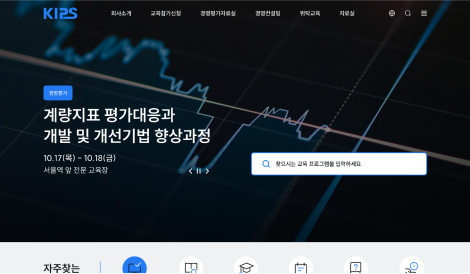 KIPS
회사소개 교육참가신청 경영평가자료실 경영컨설팅 위탁교육 자료실
경영평가
계량지표 평가대응과
개발 및 개선기법 향상과정
10.17(목) - 10.18(금)
서울역 앞 전문 교육장
찾으시는 교육 프로그램을 입력하세요
자주찾는